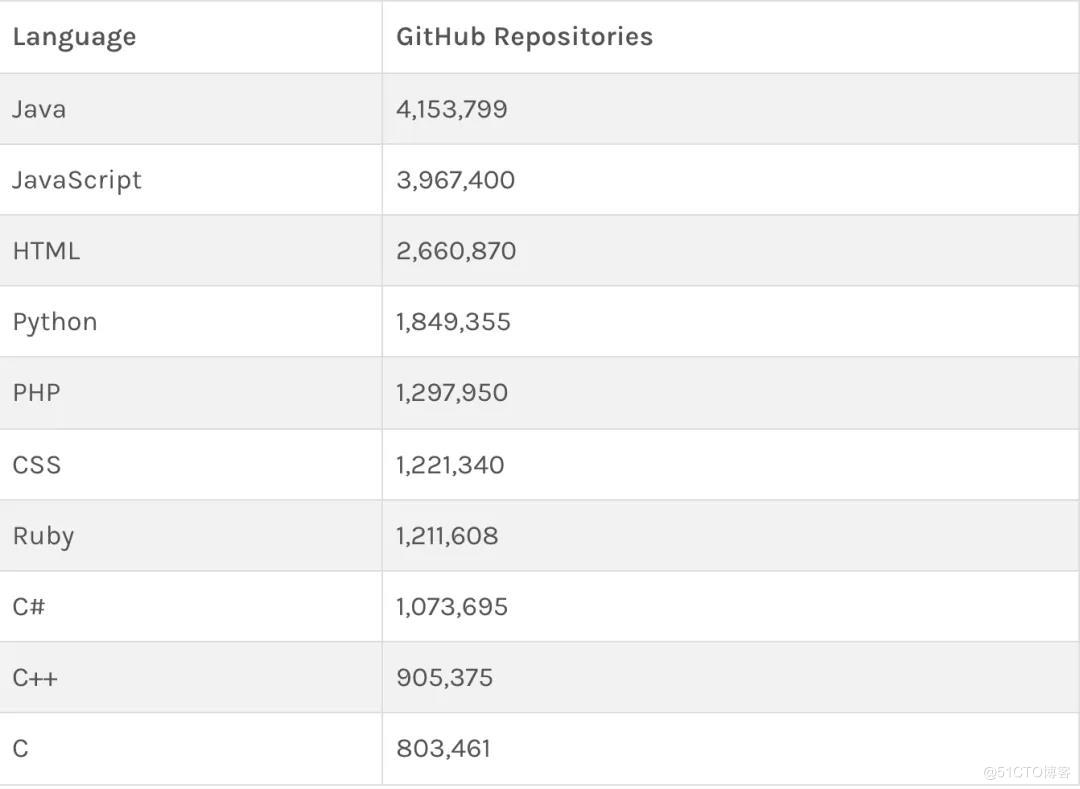 Language GitHub Repositories
Java 4,153,799
JavaScript 3,967,400
HTML 2,660,870
Python 1,849,355
PHP 1,297,950
CSS 1,221,340
Ruby 1,211,608
C# 1,073,695
C++ 905,375
C 803,461
@51CTO博客